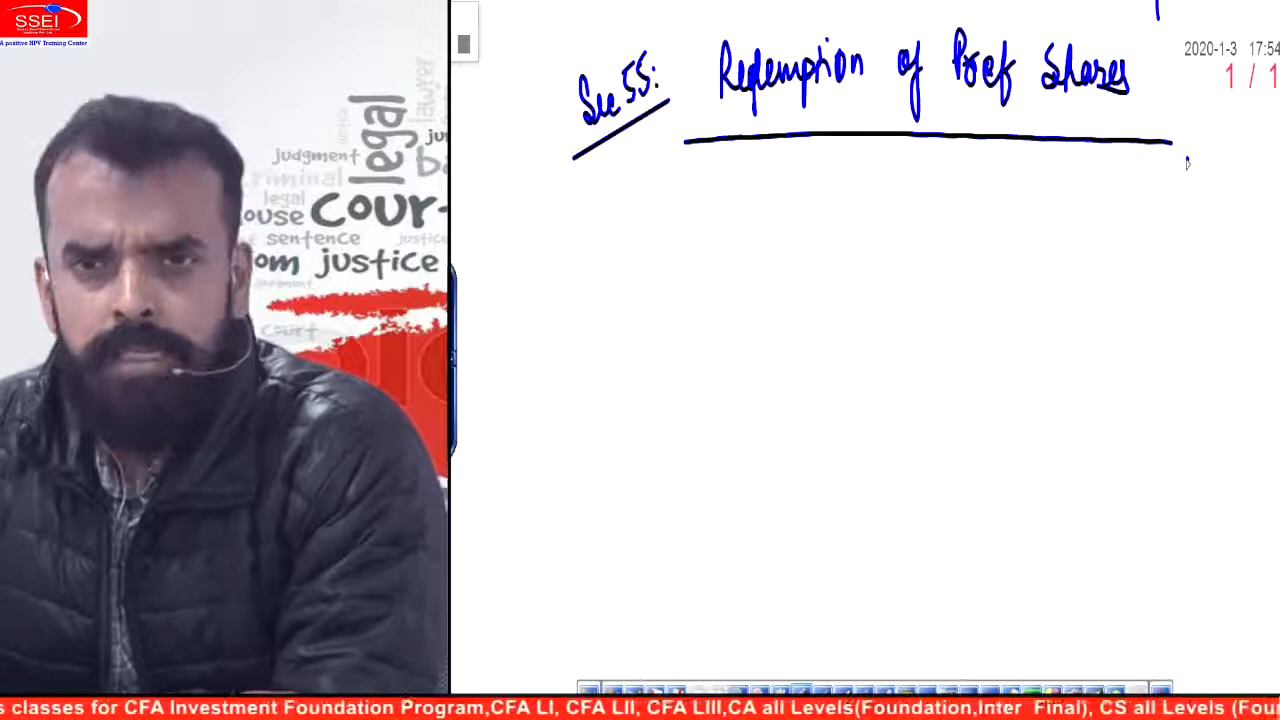 SSEI
A positive NPV Training Center
2020-1-3 17:54
1 / 1
Sec 55: Redemption of Pref Shares
lawyer
legal
judgment
criminal
legal
house cour
sentence justice
om justice
court
s classes for CFA Investment Foundation Program,CFA LI, CFA LII, CFA LIII,CA all Levels(Foundation,Inter Final), CS all Levels (Fou